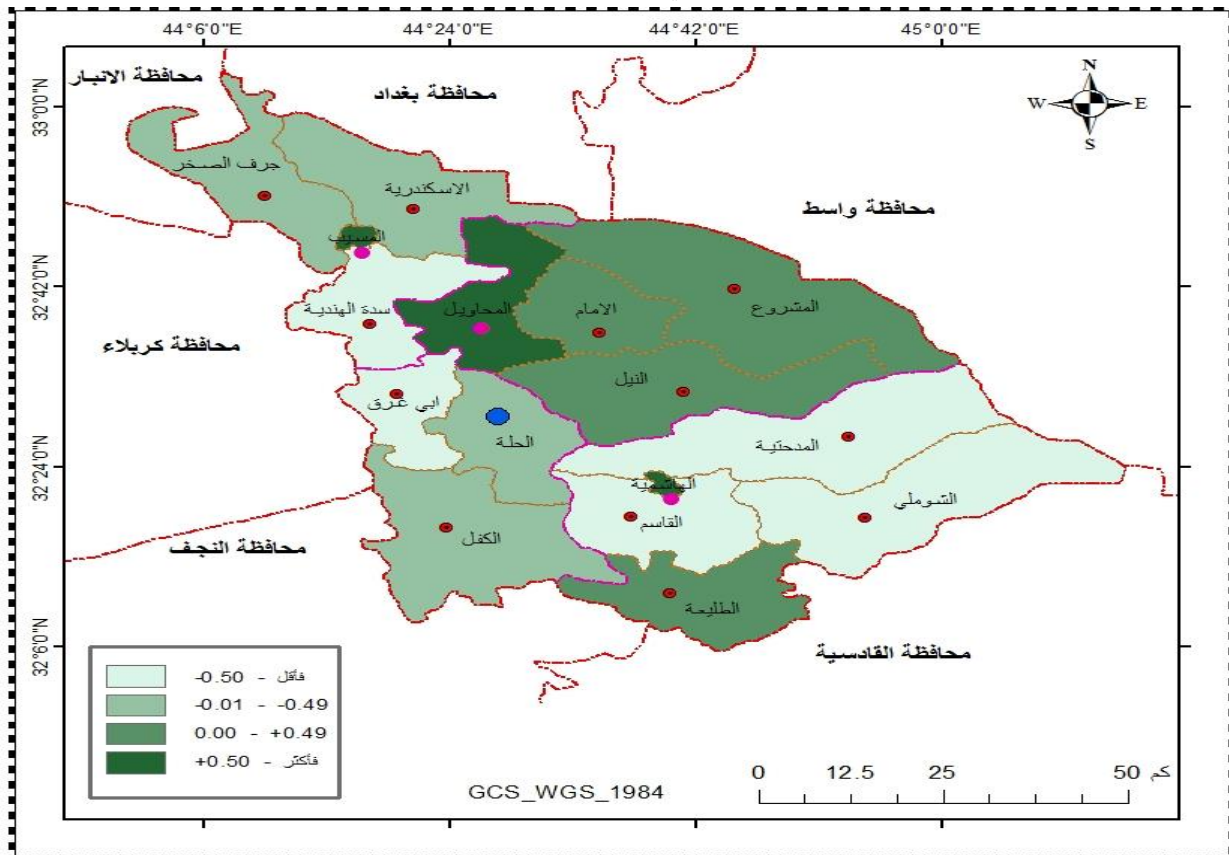 44°6'0"E
44°24'0"E
44°42'0"E
45°0'0"E
محافظة الانبار
محافظة بغداد
N
W
E
S
33°0'0"N
جرف الصخر
الاسكندرية
محافظة واسط
المسيب
32°42'0"N
سدة الهندية
المحاويل
الامام
المشروع
محافظة كربلاء
النيل
ابي غرق
الحلة
المدحتية
32°24'0"N
الهاشمية
الشوملي
القاسم
الكفل
محافظة النجف
الطليعة
32°6'0"N
محافظة القادسية
-0.50 - فأقل
-0.01 - -0.49
0.00 - +0.49
+0.50 - فأكثر
0 12.5 25 50 كم
GCS_WGS_1984